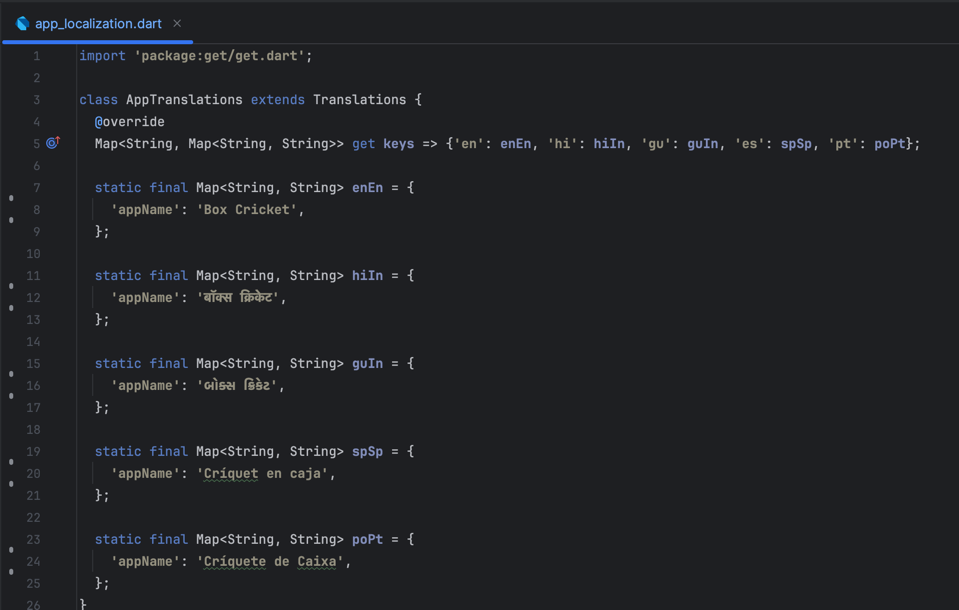 app_localization.dart
1 import 'package:get/get.dart';
2
3 class AppTranslations extends Translations {
4 @override
5 Map<String, Map<String, String>> get keys => {'en': enEn, 'hi': hiIn, 'gu': guIn, 'es': spSp, 'pt': poPt};
6
7 static final Map<String, String> enEn = {
8 'appName': 'Box Cricket',
9 };
10
11 static final Map<String, String> hiIn = {
12 'appName': 'बॉक्स क्रिकेट',
13 };
14
15 static final Map<String, String> guIn = {
16 'appName': 'બોક્સ ક્રિકેટ',
17 };
18
19 static final Map<String, String> spSp = {
20 'appName': 'Críquet en caja',
21 };
22
23 static final Map<String, String> poPt = {
24 'appName': 'Críquete de Caixa',
25 };
26 }